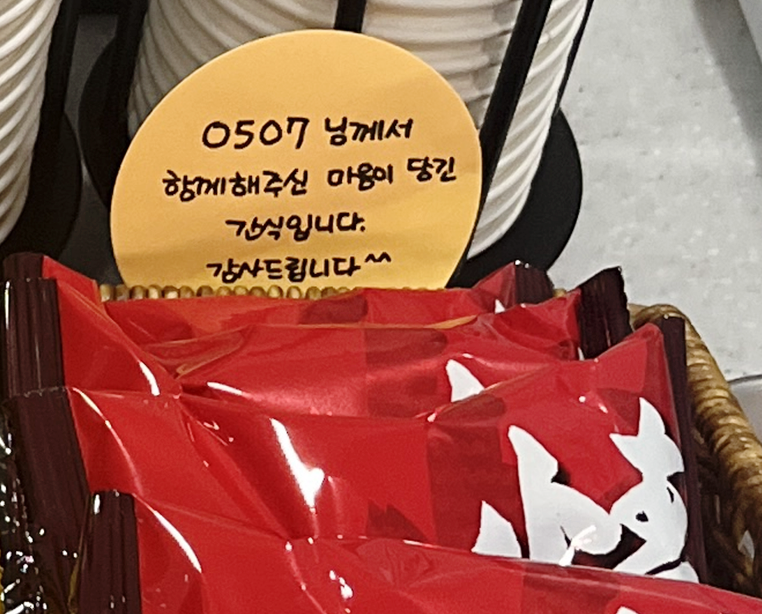 0507 님께서
함께해주신 마음이 담긴
간식입니다.
감사드립니다^^